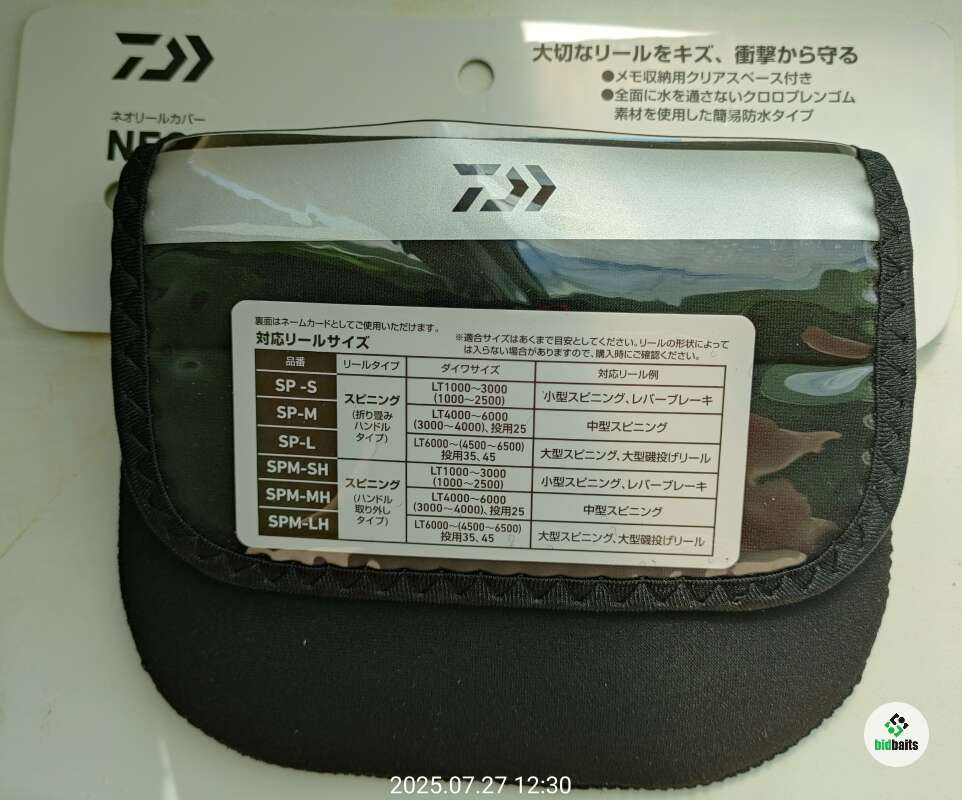 大切なリールをキズ、衝撃から守る
●メモ収納用クリアスペース付き
●全面に水を通さないクロロプレンゴム
素材を使用した簡易防水タイプ
ネオリールカバー
NEO
裏面はネームカードとしてご使用いただけます。
対応リールサイズ
※適合サイズはあくまで目安としてください。リールの形状によって
は入らない場合がありますので、購入時にご確認ください。
品番 リールタイプ ダイワサイズ 対応リール例
SP -S スピニング (折り畳みハンドルタイプ) LT1000〜3000 (1000〜2500) 小型スピニング、レバーブレーキ
SP-M LT4000〜6000 (3000〜4000)、投用25 中型スピニング
SP-L LT6000〜(4500〜6500) 投用35、45 大型スピニング、大型磯投げリール
SPM-SH スピニング (ハンドル取り外しタイプ) LT1000〜3000 (1000〜2500) 小型スピニング、レバーブレーキ
SPM-MH LT4000〜6000 (3000〜4000)、投用25 中型スピニング
SPM-LH LT6000〜(4500〜6500) 投用35、45 大型スピニング、大型磯投げリール
bidbaits
2025.07.27 12:30